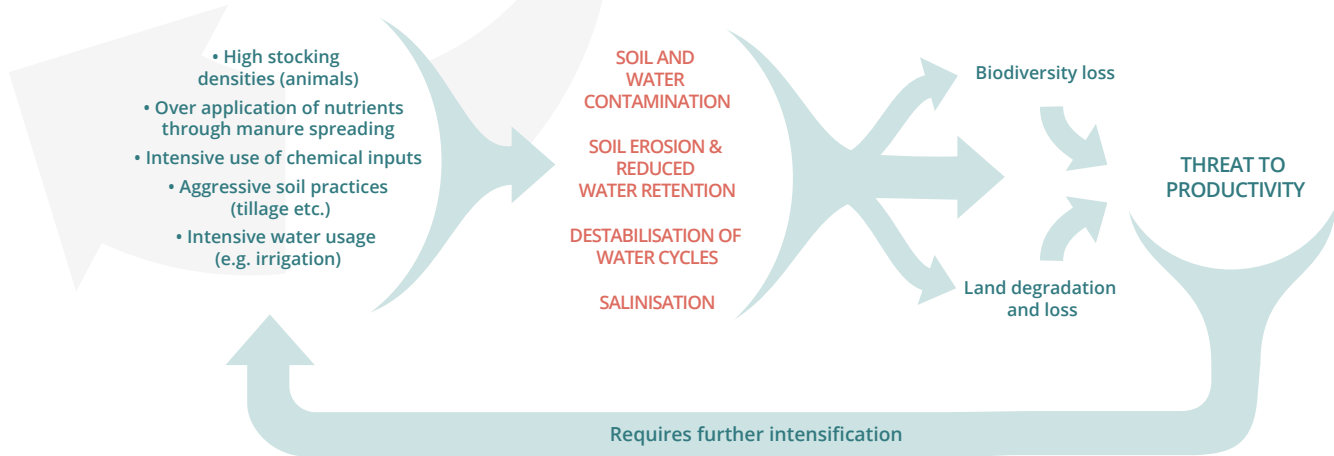 • High stocking
densities (animals)
• Over application of nutrients
through manure spreading
• Intensive use of chemical inputs
• Aggressive soil practices
(tillage etc.)
• Intensive water usage
(e.g. irrigation)
SOIL AND
WATER
CONTAMINATION
SOIL EROSION &
REDUCED
WATER RETENTION
DESTABILISATION OF
WATER CYCLES
SALINISATION
Biodiversity loss
Land degradation
and loss
THREAT TO
PRODUCTIVITY
Requires further intensification